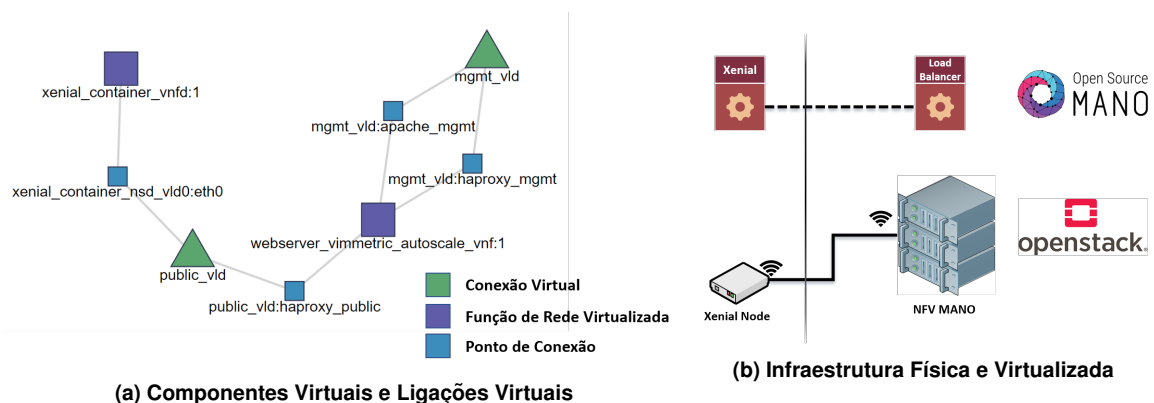 xenial_container_vnfd:1
mgmt_vld
mgmt_vld:apache_mgmt
mgmt_vld:haproxy_mgmt
xenial_container_nsd_vld0:eth0
webserver_vimmetric_autoscale_vnf:1
public_vld
public_vld:haproxy_public
Conexão Virtual
Função de Rede Virtualizada
Ponto de Conexão
(a) Componentes Virtuais e Ligações Virtuais
Xenial
Load
Balancer
Open Source
MANO
openstack.
Xenial Node
NFV MANO
(b) Infraestrutura Física e Virtualizada